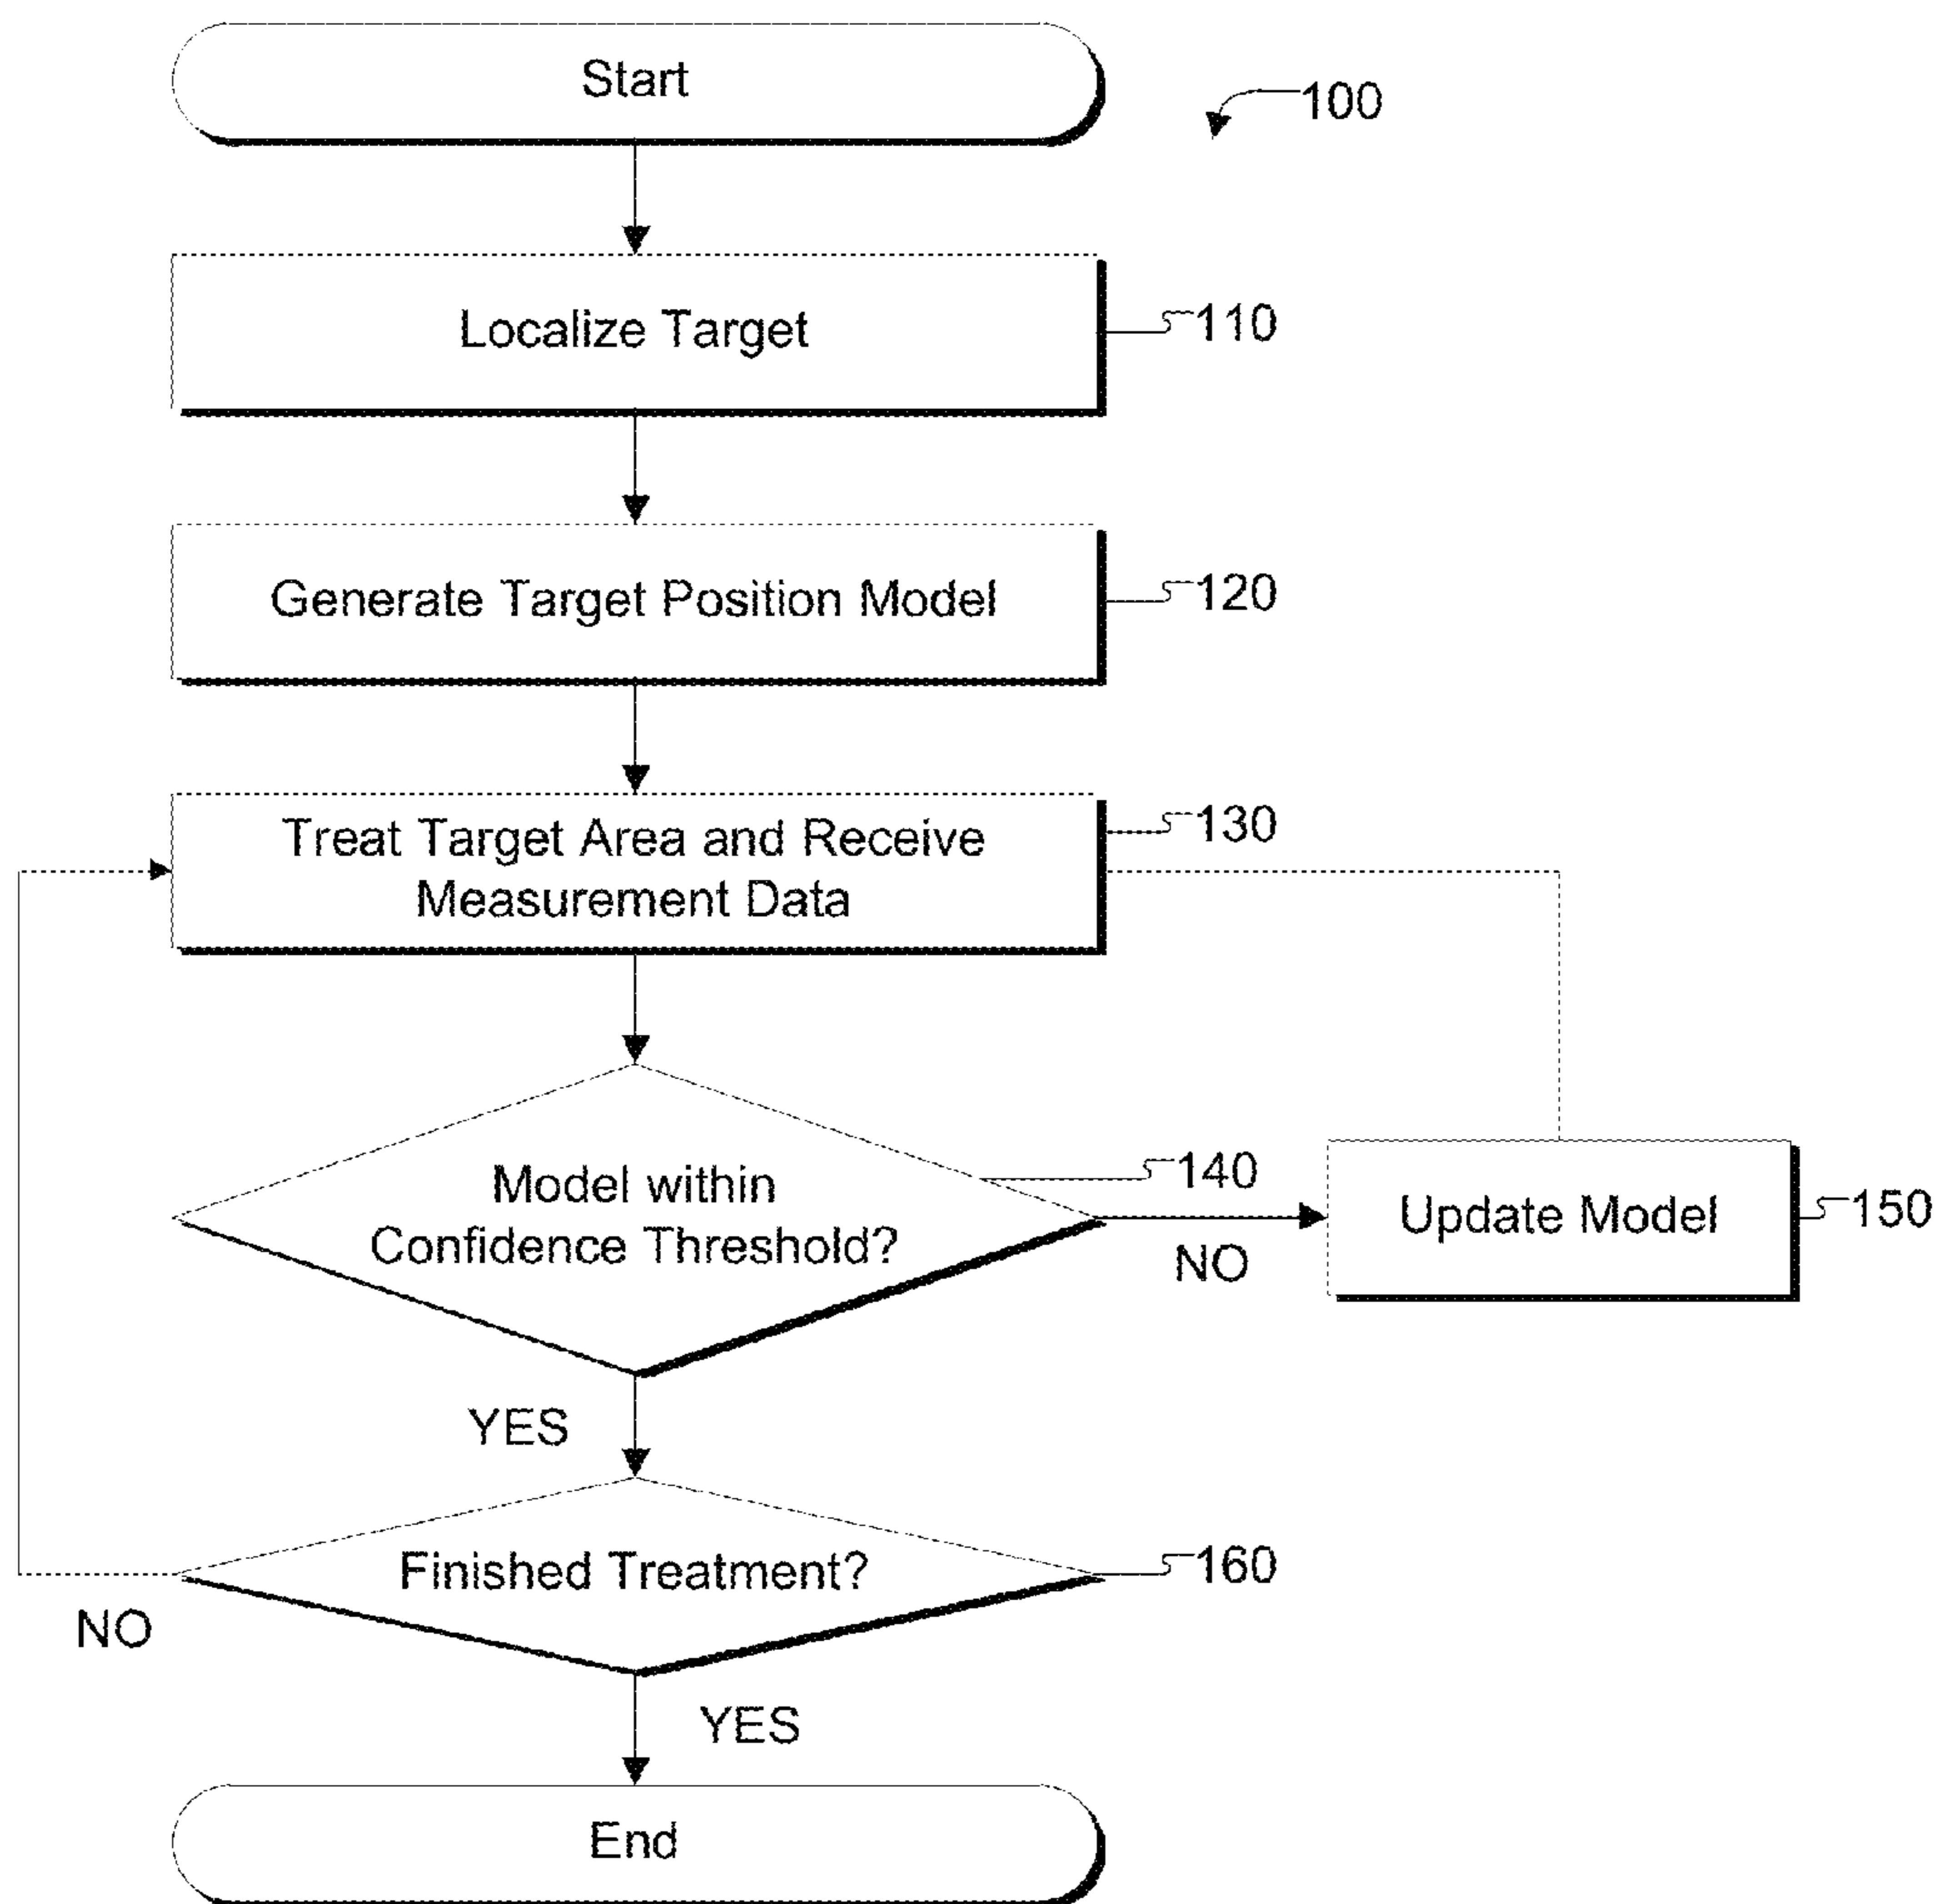 Start
100
Localize Target
110
Generate Target Position Model
120
Treat Target Area and Receive
Measurement Data
130
Model within
Confidence Threshold?
140
NO
Update Model
150
YES
Finished Treatment?
160
NO
YES
End